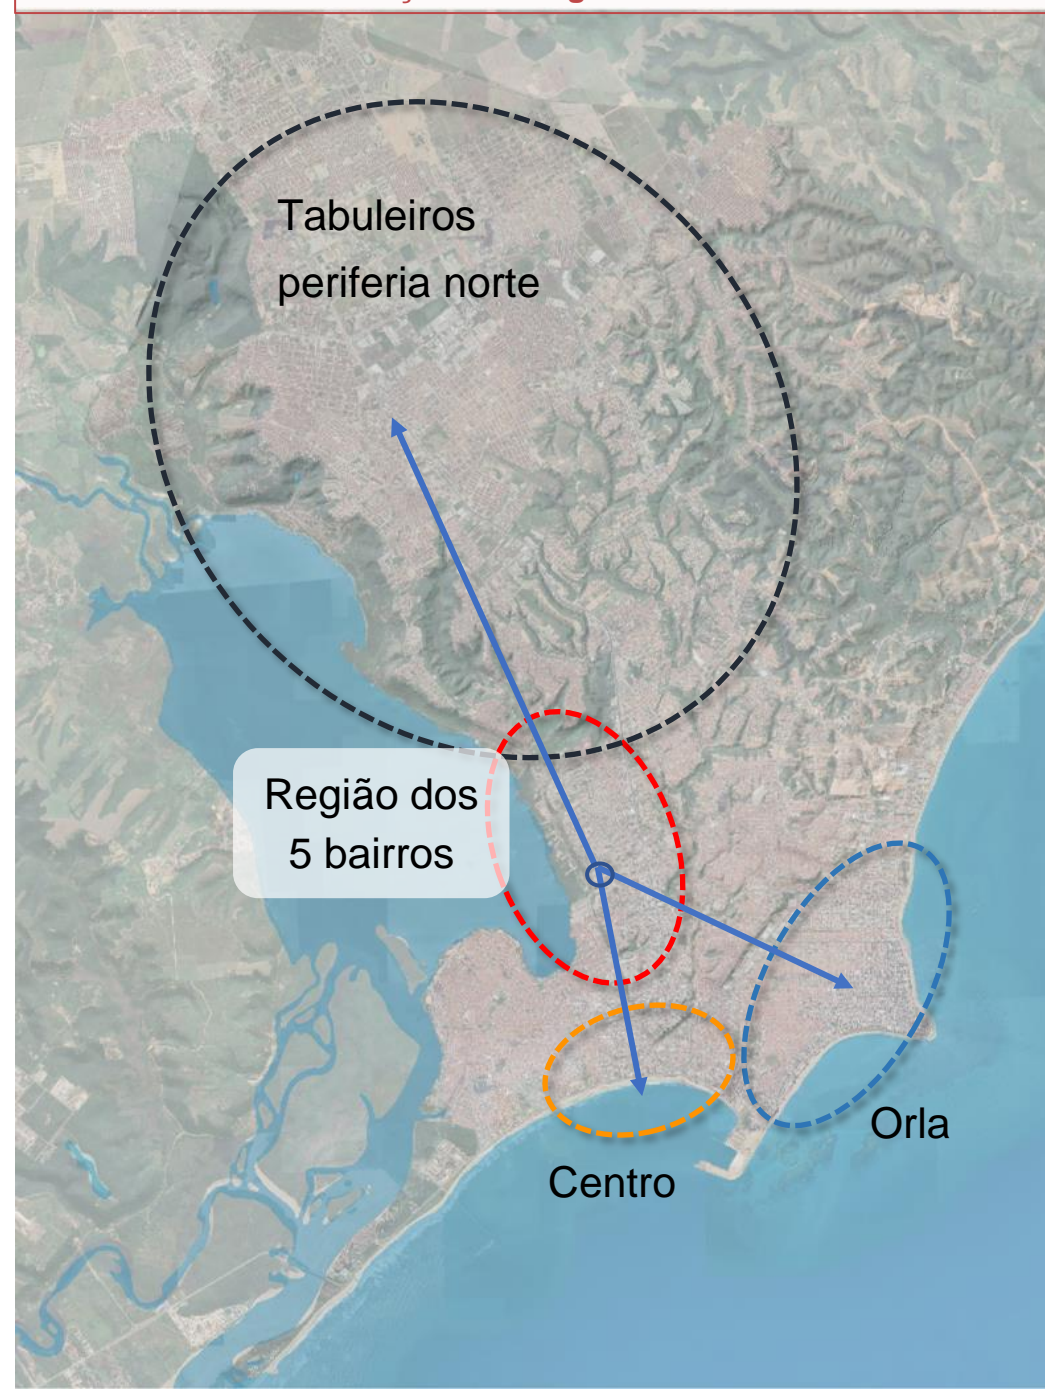 Tabuleiros
periferia norte
Região dos
5 bairros
Orla
Centro